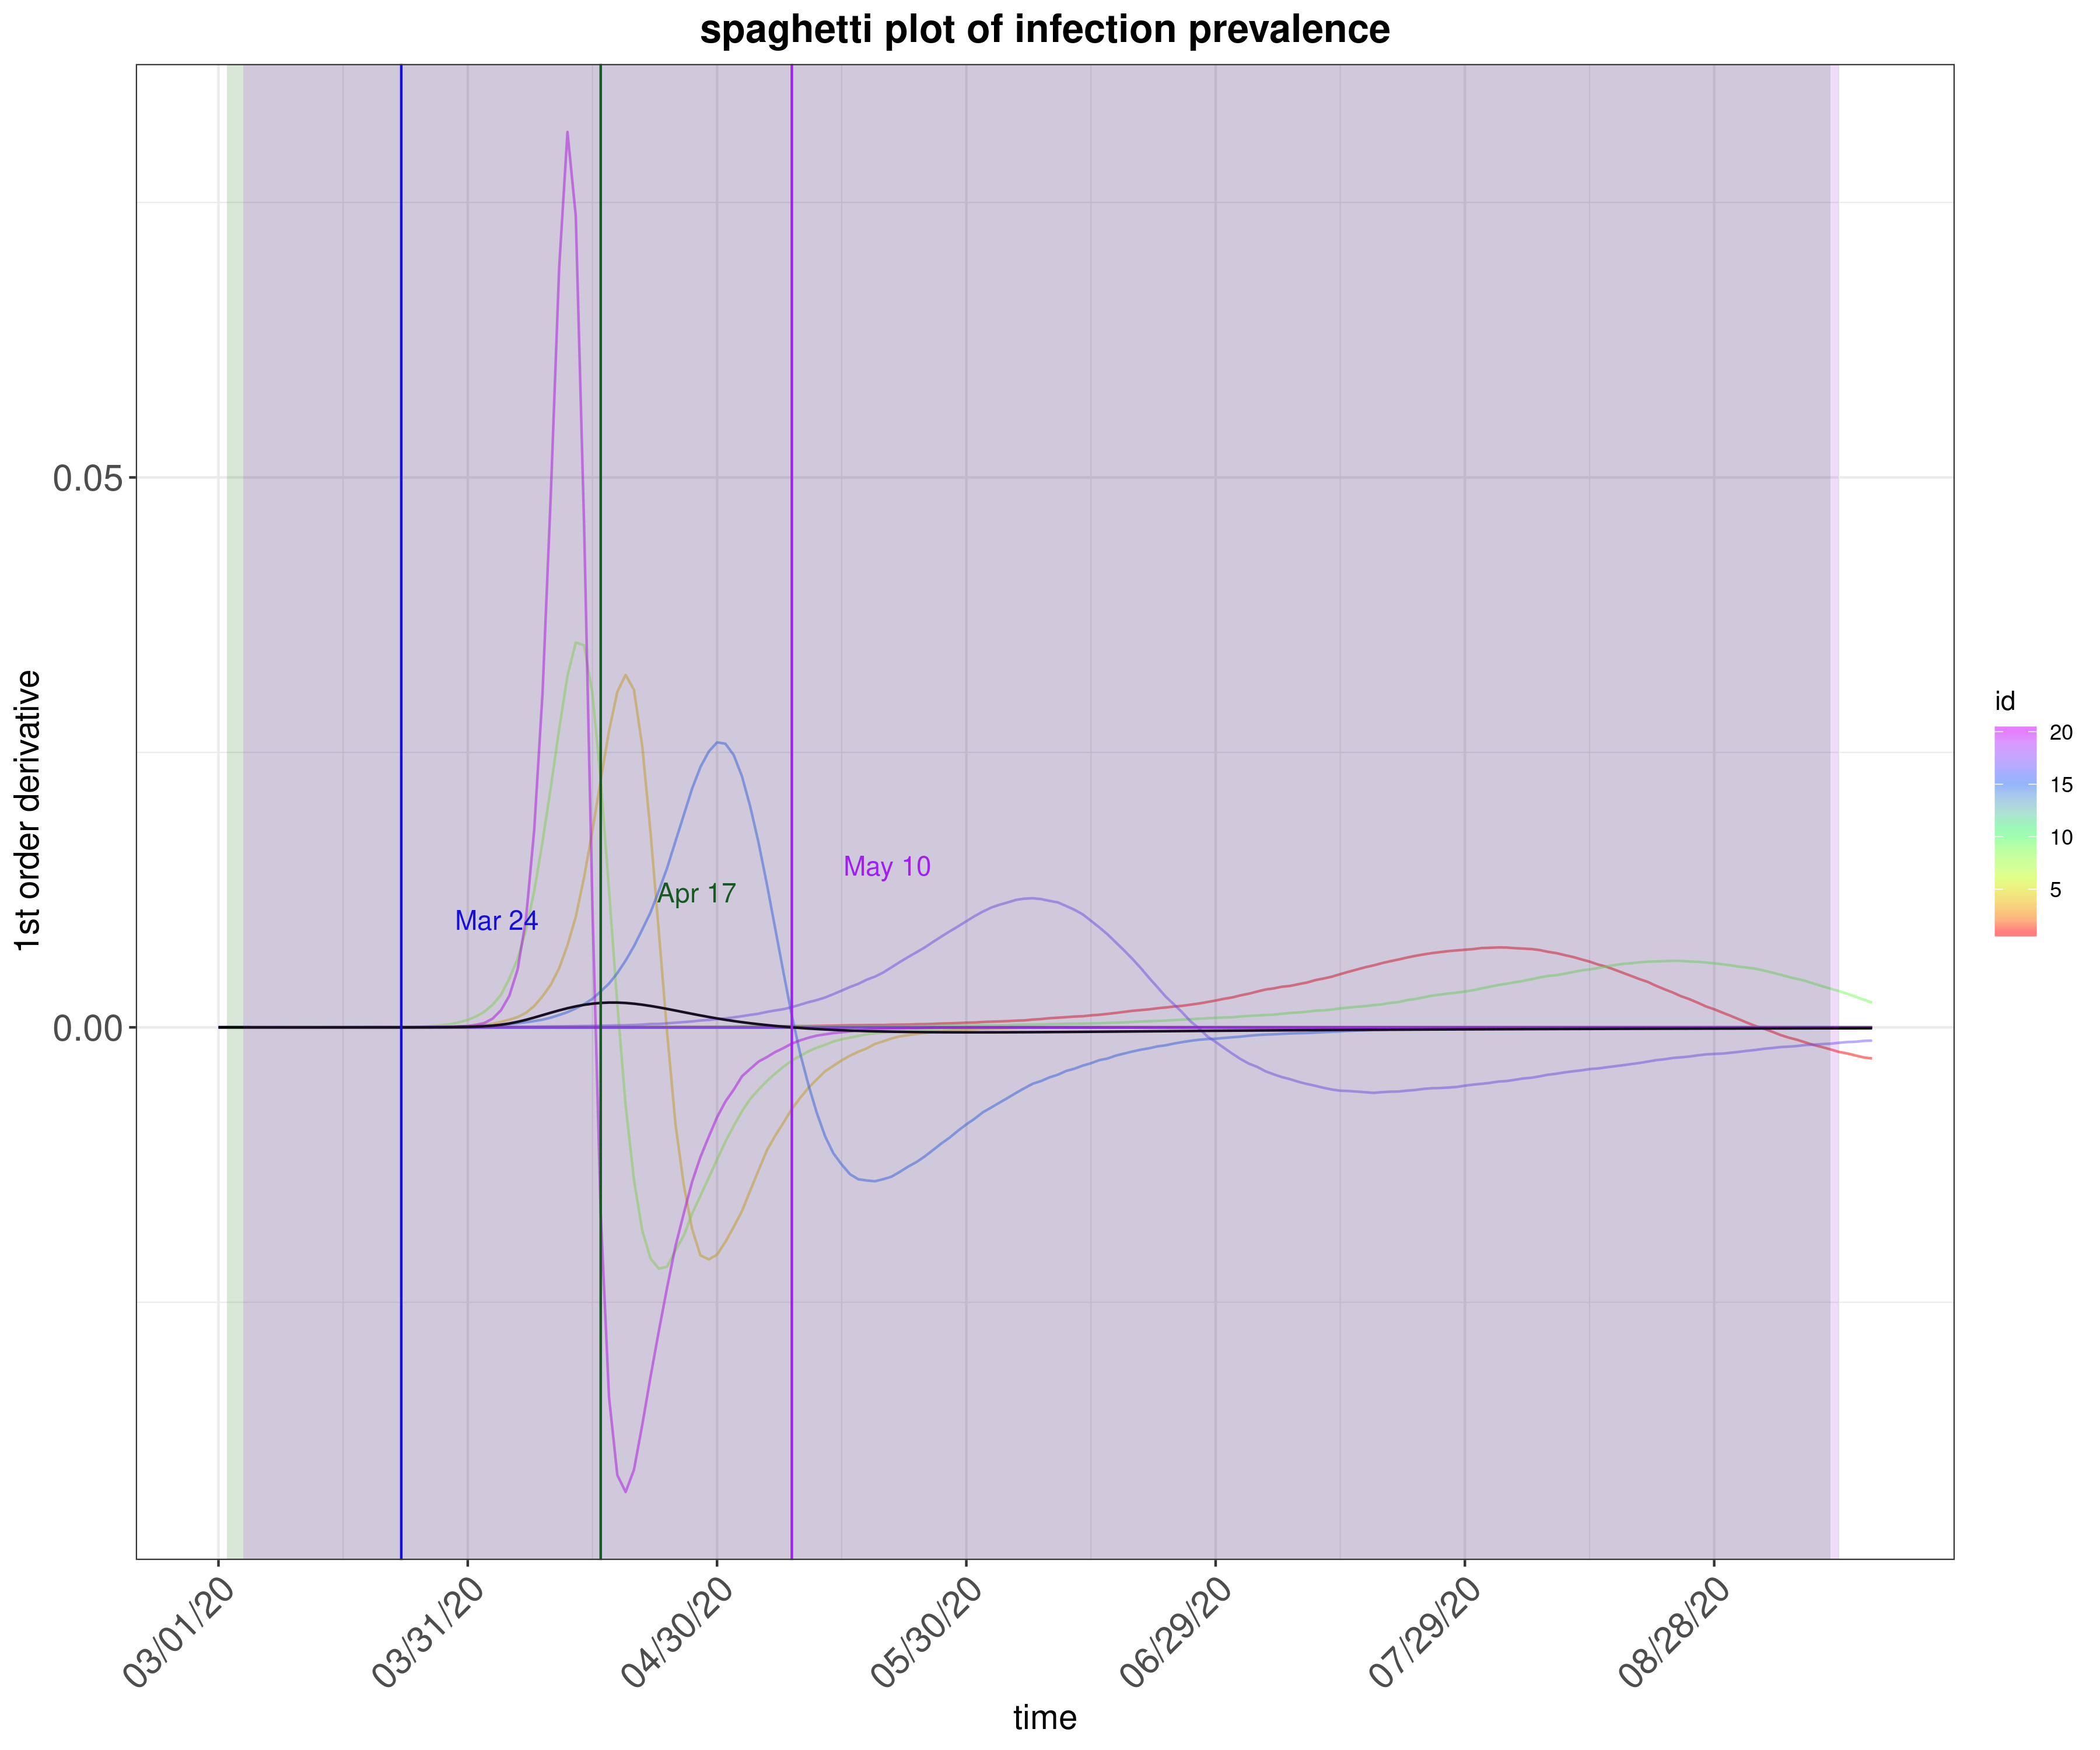 spaghetti plot of infection prevalence
1st order derivative
0.05
0.00
Mar 24
Apr 17
May 10
03/01/20
03/31/20
04/30/20
05/30/20
06/29/20
07/29/20
08/28/20
time
id
20
15
10
5